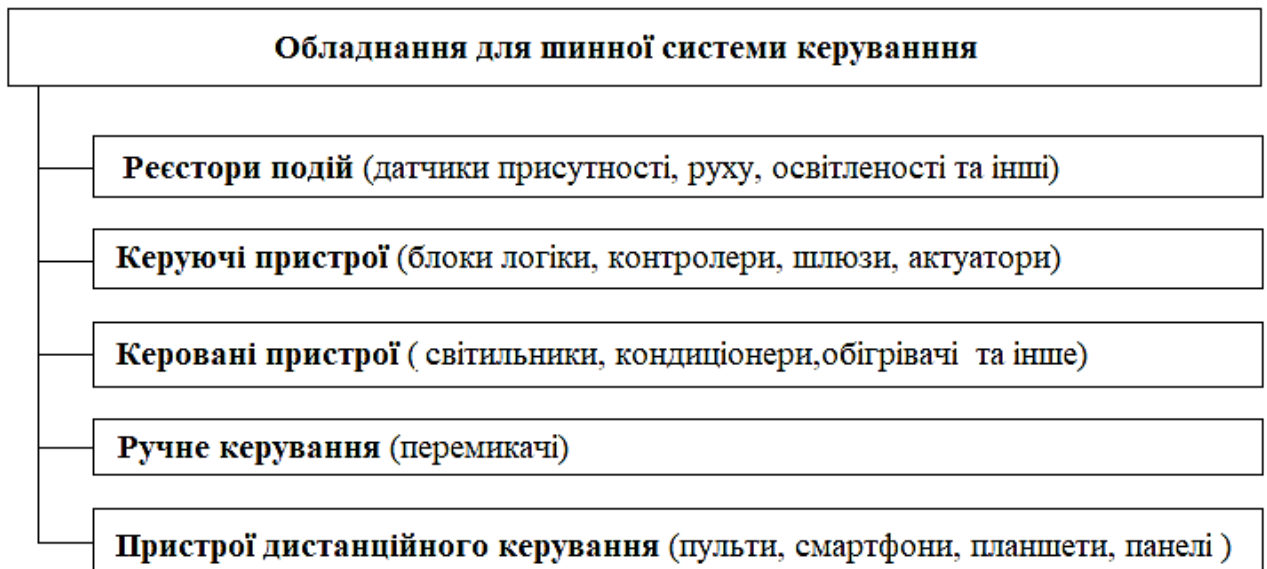 Обладнання для шинної системи керуванння
Реєстори подій (датчики присутності, руху, освітленості та інші)
Керуючі пристрої (блоки логіки, контролери, шлюзи, актуатори)
Керовані пристрої ( світильники, кондиціонери,обігрівачі та інше)
Ручне керування (перемикачі)
Пристрої дистанційного керування (пульти, смартфони, планшети, панелі )